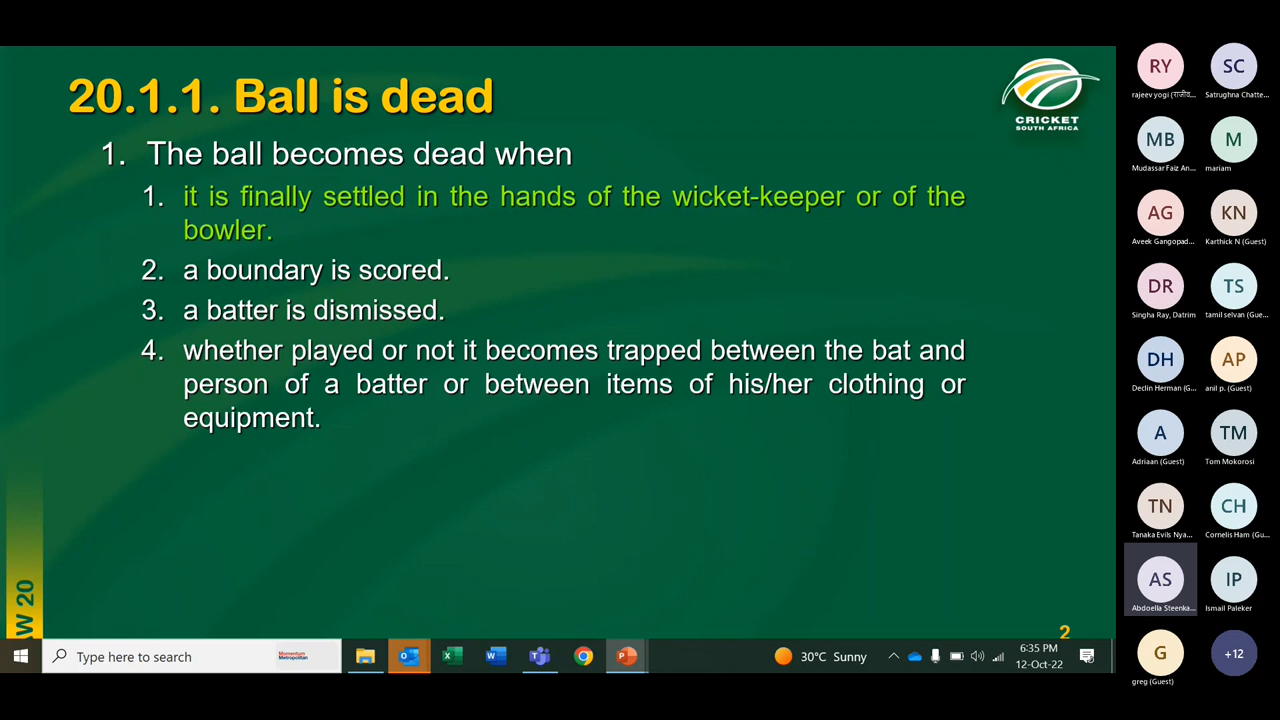 20.1.1. Ball is dead
CRICKET
SOUTH AFRICA
1. The ball becomes dead when
1. it is finally settled in the hands of the wicket-keeper or of the
bowler.
2. a boundary is scored.
3. a batter is dismissed.
4. whether played or not it becomes trapped between the bat and
person of a batter or between items of his/her clothing or
equipment.
W 20
2
Type here to search
Momentum
Metropolitan
30°C Sunny
6:35 PM
12-Oct-22
RY
SC
rajeev yogi (राजीव...
Satrughna Chatte...
MB
M
Mudassar Faiz An...
mariam
AG
KN
Aveek Gangopad...
Karthick N (Guest)
DR
TS
Singha Ray, Datrim
tamil selvan (Gue...
DH
AP
Declin Herman (G...
anil p. (Guest)
A
TM
Adriaan (Guest)
Tom Mokorosi
TN
CH
Tanaka Evils Nya...
Cornelis Ham (Gu...
AS
IP
Abdoella Steenka...
Ismail Paleker
G
+12
greg (Guest)